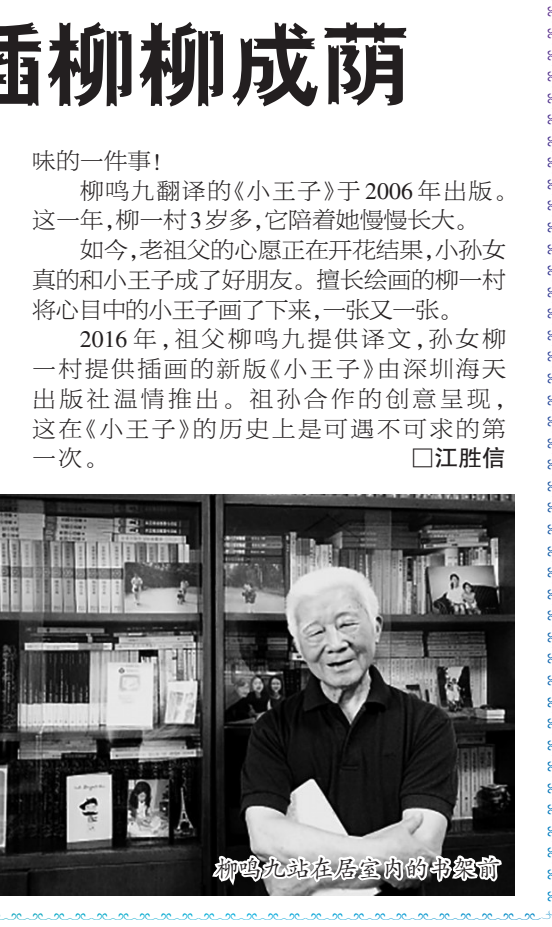 插柳柳成荫
味的一件事!
柳鸣九翻译的《小王子》于2006年出版。
这一年,柳一村3岁多,它陪着她慢慢长大。
如今,老祖父的心愿正在开花结果,小孙女
真的和小王子成了好朋友。擅长绘画的柳一村
将心目中的小王子画了下来,一张又一张。
2016年,祖父柳鸣九提供译文,孙女柳
一村提供插画的新版《小王子》由深圳海天
出版社温情推出。祖孙合作的创意呈现,
这在《小王子》的历史上是可遇不可求的第
一次。 □江胜信
柳鸣九站在居室内的书架前